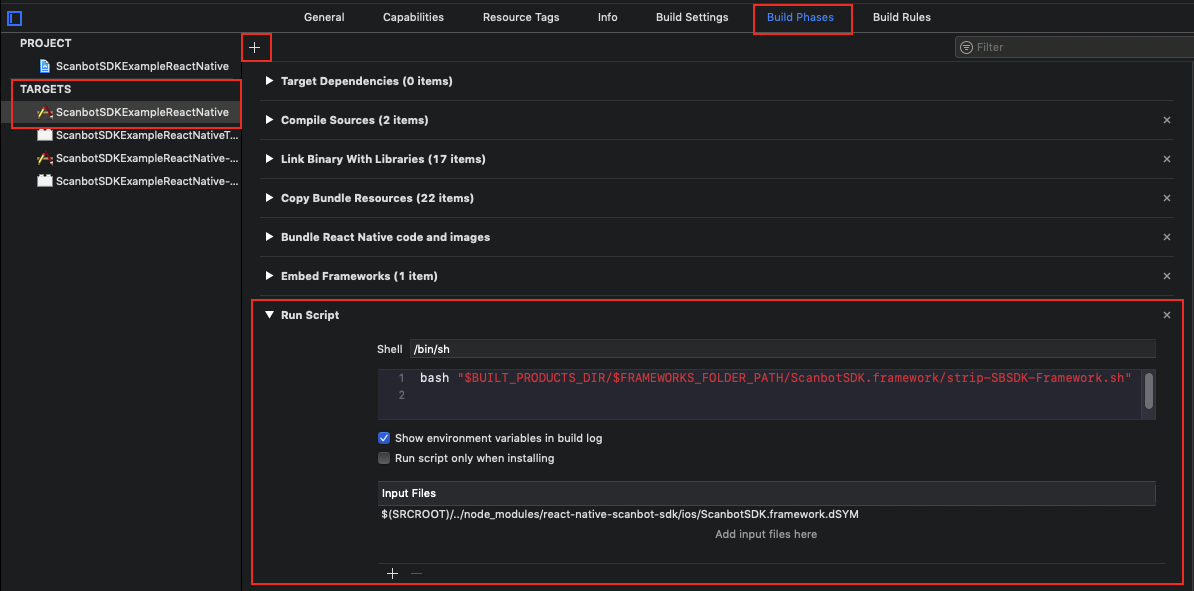 General Capabilities Resource Tags Info Build Settings Build Phases Build Rules
PROJECT
ScanbotSDKExampleReactNative
TARGETS
ScanbotSDKExampleReactNative
ScanbotSDKExampleReactNativeT...
ScanbotSDKExampleReactNative-...
ScanbotSDKExampleReactNative-...
Filter
Target Dependencies (0 items)
Compile Sources (2 items)
Link Binary With Libraries (17 items)
Copy Bundle Resources (22 items)
Bundle React Native code and images
Embed Frameworks (1 item)
Run Script
Shell /bin/sh
1 bash "$BUILT_PRODUCTS_DIR/$FRAMEWORKS_FOLDER_PATH/ScanbotSDK.framework/strip-SBSDK-Framework.sh"
2
Show environment variables in build log
Run script only when installing
Input Files
$(SRCROOT)/../node_modules/react-native-scanbot-sdk/ios/ScanbotSDK.framework.dSYM
Add input files here